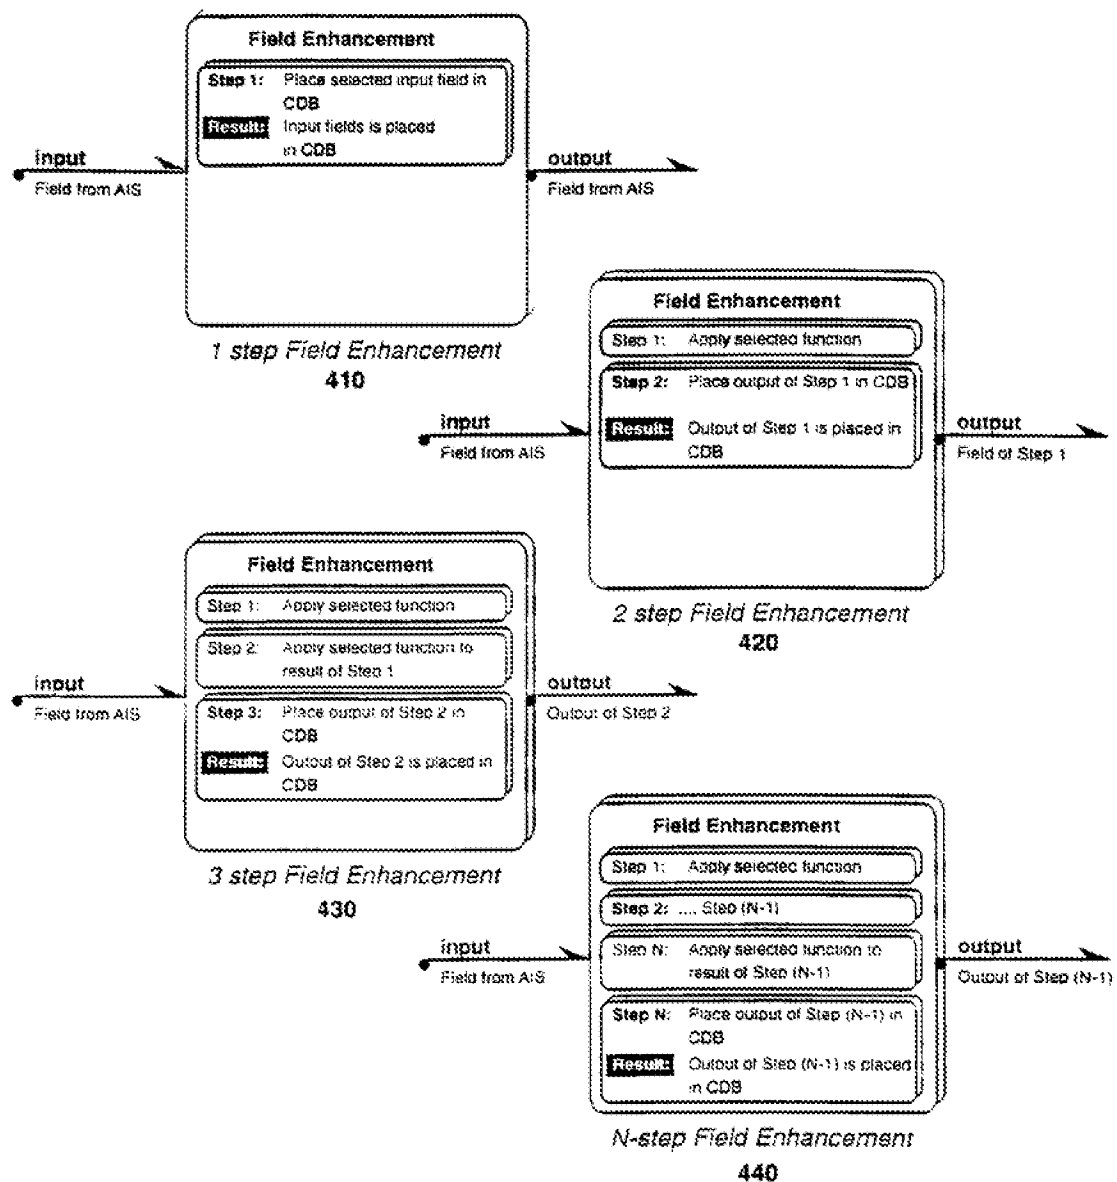 Field Enhancement
Step 1: Place selected input field in
CDB
Result: Input fields is placed
in CDB
input
Field from AIS
output
Field from AIS
1 step Field Enhancement
410
Field Enhancement
Step 1: Apply selected function
Step 2: Place output of Step 1 in CDB
Result: Output of Step 1 is placed in
CDB
input
Field from AIS
output
Field of Step 1
2 step Field Enhancement
420
Field Enhancement
Step 1: Apply selected function
Step 2: Apply selected function to
result of Step 1
Step 3: Place output of Step 2 in
CDB
Result: Output of Step 2 is placed in
CDB
input
Field from AIS
output
Output of Step 2
3 step Field Enhancement
430
Field Enhancement
Step 1: Apply selected function
Step 2: .... Step (N-1)
Step N: Apply selected function to
result of Step (N-1)
Step N: Place output of Step (N-1) in
CDB
Result: Output of Step (N-1) is placed
in CDB
input
Field from AIS
output
Output of Step (N-1)
N-step Field Enhancement
440